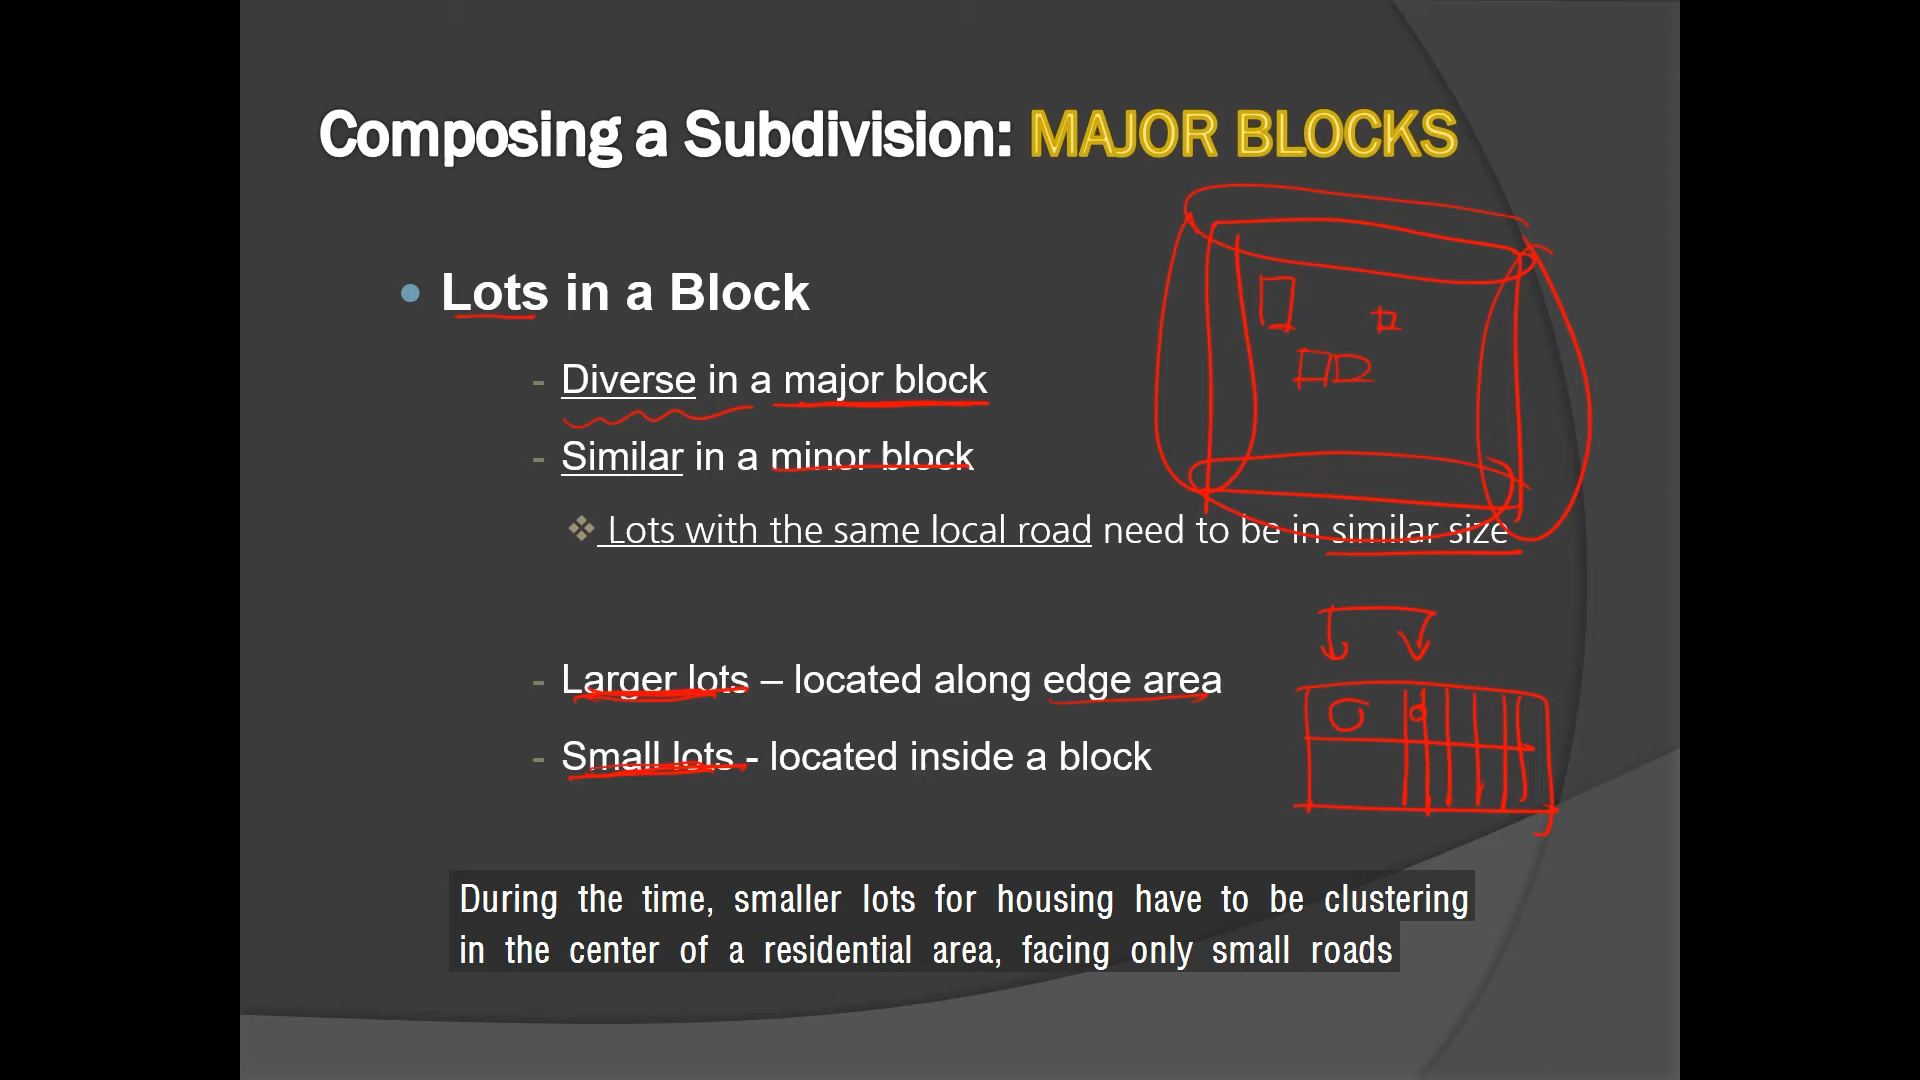 Composing a Subdivision: MAJOR BLOCKS
Lots in a Block
- Diverse in a major block
- Similar in a minor block
❖ Lots with the same local road need to be in similar size
- Larger lots – located along edge area
- Small lots - located inside a block
During the time, smaller lots for housing have to be clustering
in the center of a residential area, facing only small roads